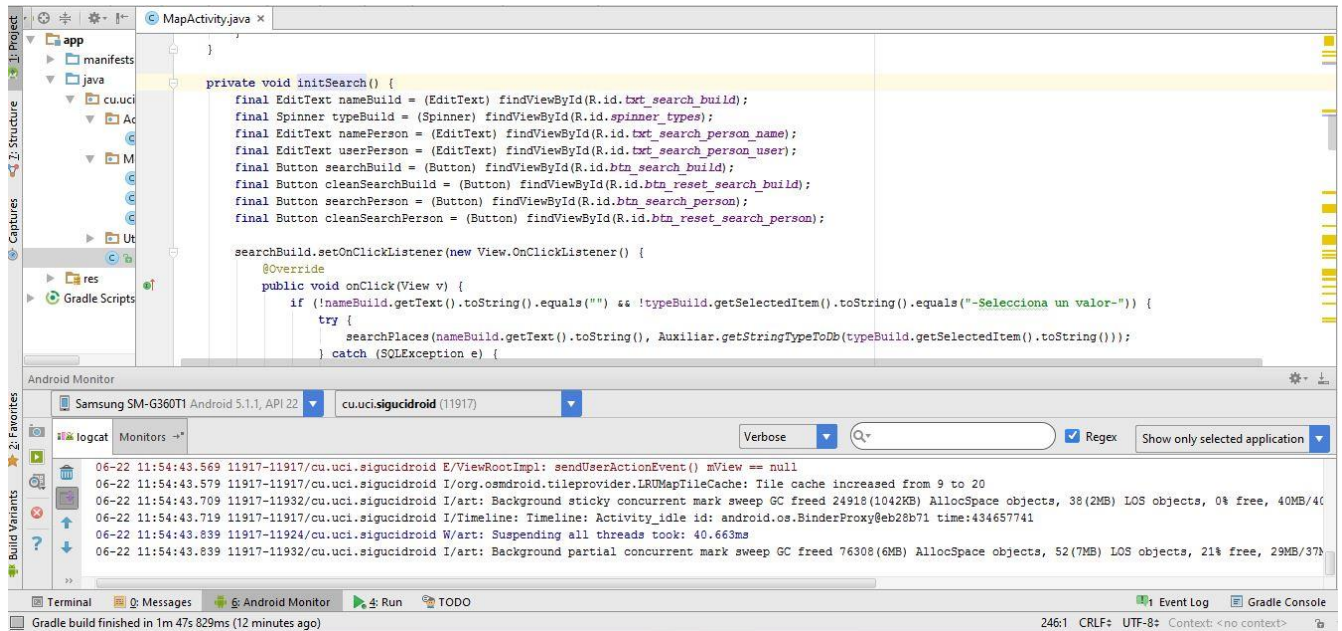 MapActivity.java ×
1: Project
7: Structure
Captures
2: Favorites
Build Variants
app
manifests
java
cu.uci
Ac
M
Ut
res
Gradle Scripts
}
private void initSearch() {
final EditText nameBuild = (EditText) findViewById(R.id.txt_search_build);
final Spinner typeBuild = (Spinner) findViewById(R.id.spinner_types);
final EditText namePerson = (EditText) findViewById(R.id.txt_search_person_name);
final EditText userPerson = (EditText) findViewById(R.id.txt_search_person_user);
final Button searchBuild = (Button) findViewById(R.id.btn_search_build);
final Button cleanSearchBuild = (Button) findViewById(R.id.btn_reset_search_build);
final Button searchPerson = (Button) findViewById(R.id.btn_search_person);
final Button cleanSearchPerson = (Button) findViewById(R.id.btn_reset_search_person);
searchBuild.setOnClickListener(new View.OnClickListener() {
@Override
public void onClick(View v) {
if (!nameBuild.getText().toString().equals("") && !typeBuild.getSelectedItem().toString().equals("-Selecciona un valor-")) {
try {
searchPlaces(nameBuild.getText().toString(), Auxiliar.getStringTypeToDb(typeBuild.getSelectedItem().toString()));
} catch (SQLException e) {
Android Monitor
Samsung SM-G360T1 Android 5.1.1, API 22
cu.uci.sigucidroid (11917)
logcat
Monitors
Verbose
Regex
Show only selected application
06-22 11:54:43.569 11917-11917/cu.uci.sigucidroid E/ViewRootImpl: sendUserActionEvent() mView == null
06-22 11:54:43.579 11917-11917/cu.uci.sigucidroid I/org.osmdroid.tileprovider.LRUMapTileCache: Tile cache increased from 9 to 20
06-22 11:54:43.709 11917-11932/cu.uci.sigucidroid I/art: Background sticky concurrent mark sweep GC freed 24918(1042KB) AllocSpace objects, 38(2MB) LOS objects, 0% free, 40MB/40
06-22 11:54:43.719 11917-11917/cu.uci.sigucidroid I/Timeline: Timeline: Activity_idle id: android.os.BinderProxy@eb28b71 time:434657741
06-22 11:54:43.839 11917-11924/cu.uci.sigucidroid W/art: Suspending all threads took: 40.663ms
06-22 11:54:43.839 11917-11932/cu.uci.sigucidroid I/art: Background partial concurrent mark sweep GC freed 76308(6MB) AllocSpace objects, 52(7MB) LOS objects, 21% free, 29MB/37M
Terminal
0: Messages
6: Android Monitor
4: Run
TODO
1 Event Log
Gradle Console
Gradle build finished in 1m 47s 829ms (12 minutes ago)
246:1 CRLF÷ UTF-8÷ Context: <no context>